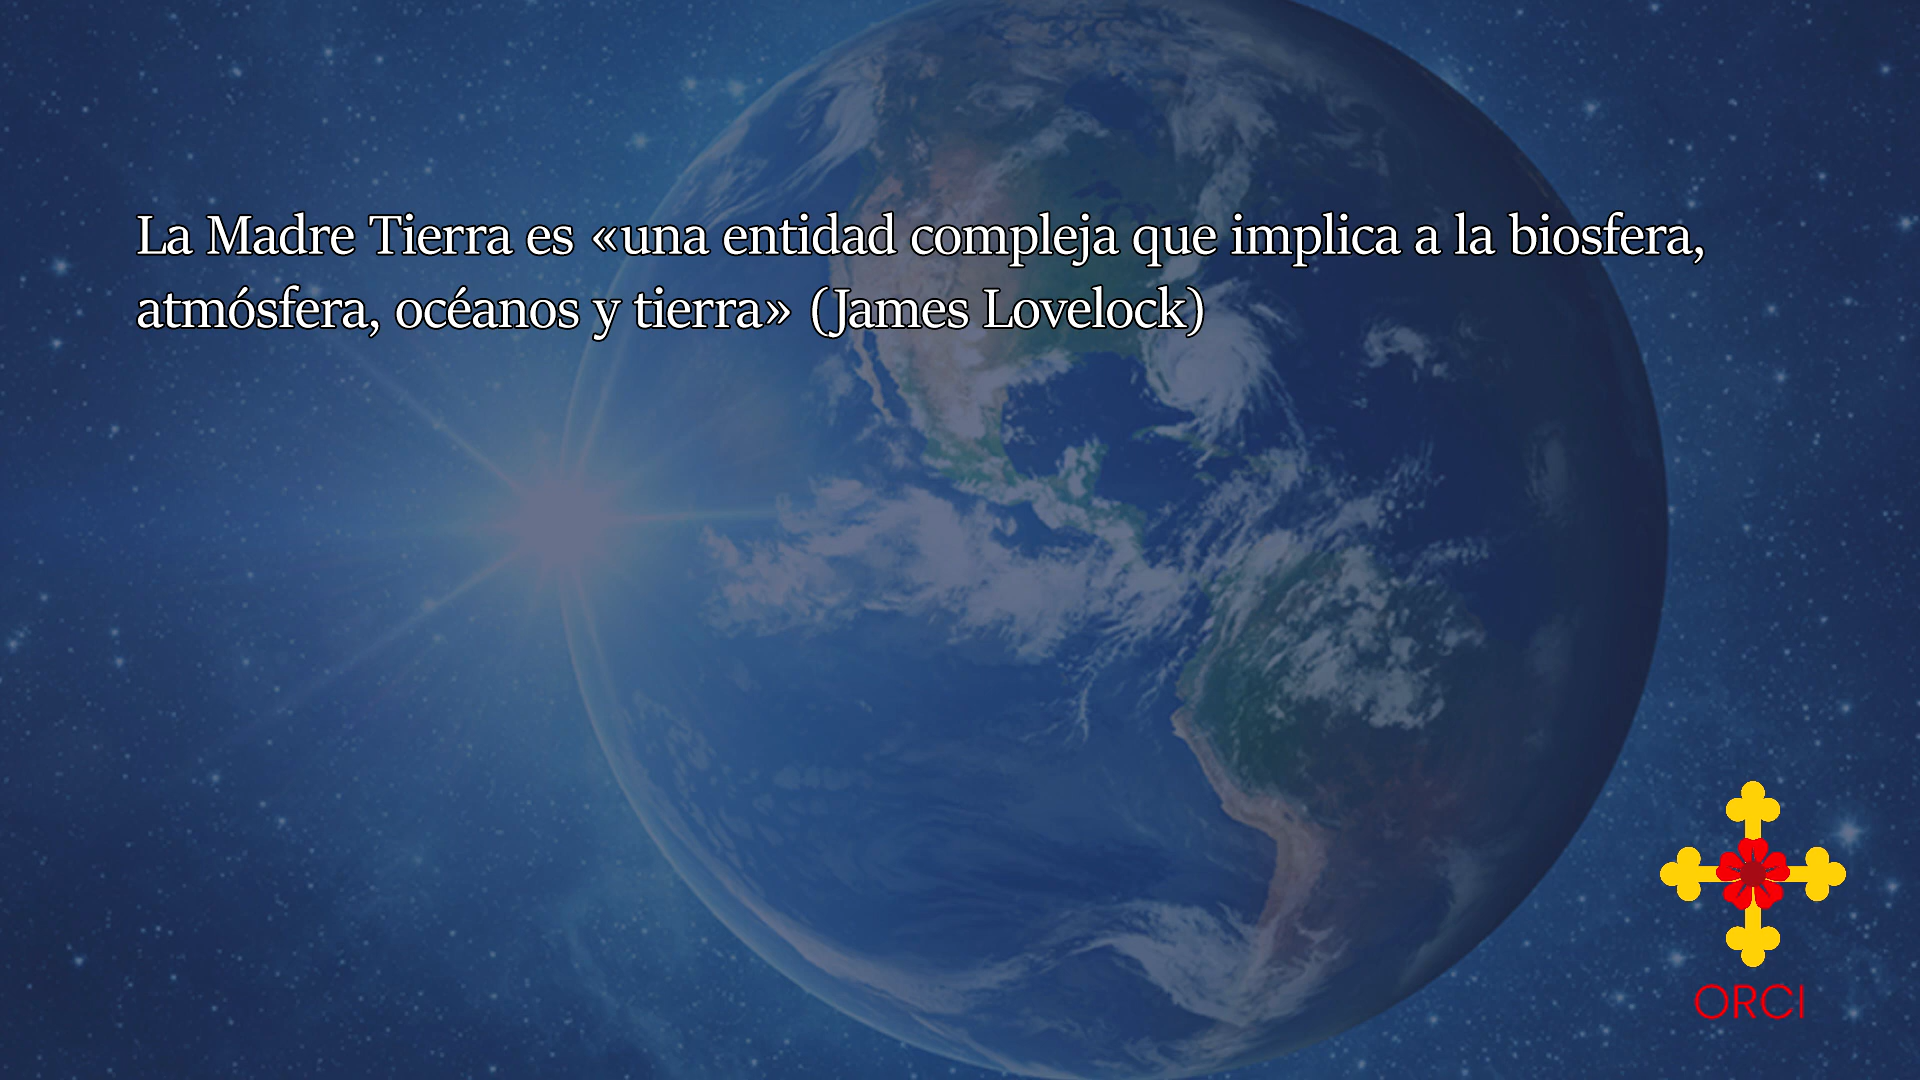 La Madre Tierra es «una entidad compleja que implica a la biosfera,
atmósfera, océanos y tierra» (James Lovelock)
ORCI